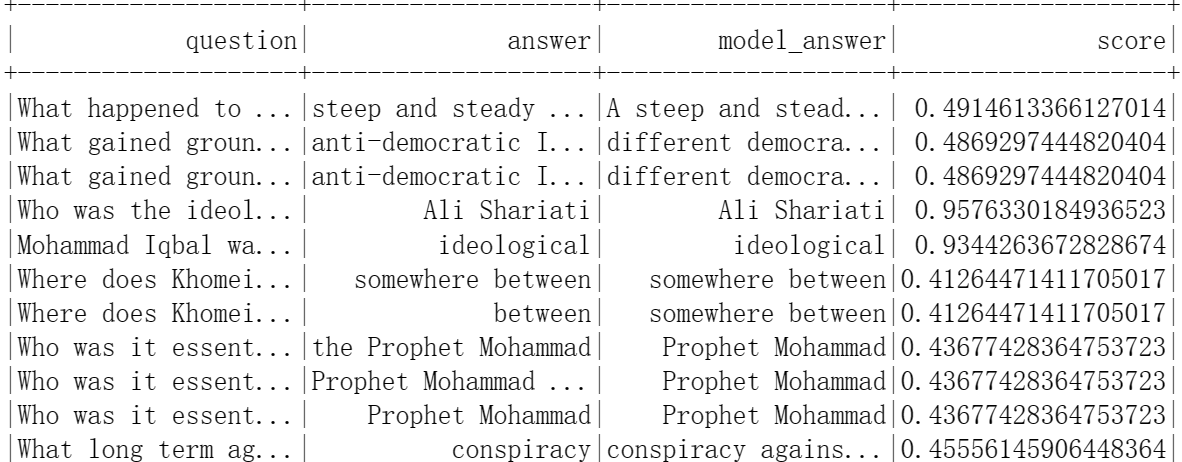 +--------------------+--------------------+--------------------+-------------------+
|            question|              answer|        model_answer|              score|
+--------------------+--------------------+--------------------+-------------------+
|What happened to ...|steep and steady ...|A steep and stead...| 0.4914613366127014|
|What gained groun...|anti-democratic I...|different democra...| 0.4869297444820404|
|What gained groun...|anti-democratic I...|different democra...| 0.4869297444820404|
|Who was the ideol...|        Ali Shariati|        Ali Shariati| 0.9576330184936523|
|Mohammad Iqbal wa...|         ideological|         ideological| 0.9344263672828674|
|Where does Khomei...|   somewhere between|   somewhere between|0.41264471411705017|
|Where does Khomei...|             between|   somewhere between|0.41264471411705017|
|Who was it essent...|the Prophet Mohammad|    Prophet Mohammad|0.43677428364753723|
|Who was it essent...|Prophet Mohammad ...|    Prophet Mohammad|0.43677428364753723|
|Who was it essent...|    Prophet Mohammad|    Prophet Mohammad|0.43677428364753723|
|What long term ag...|          conspiracy|conspiracy agains...|0.45556145906448364|